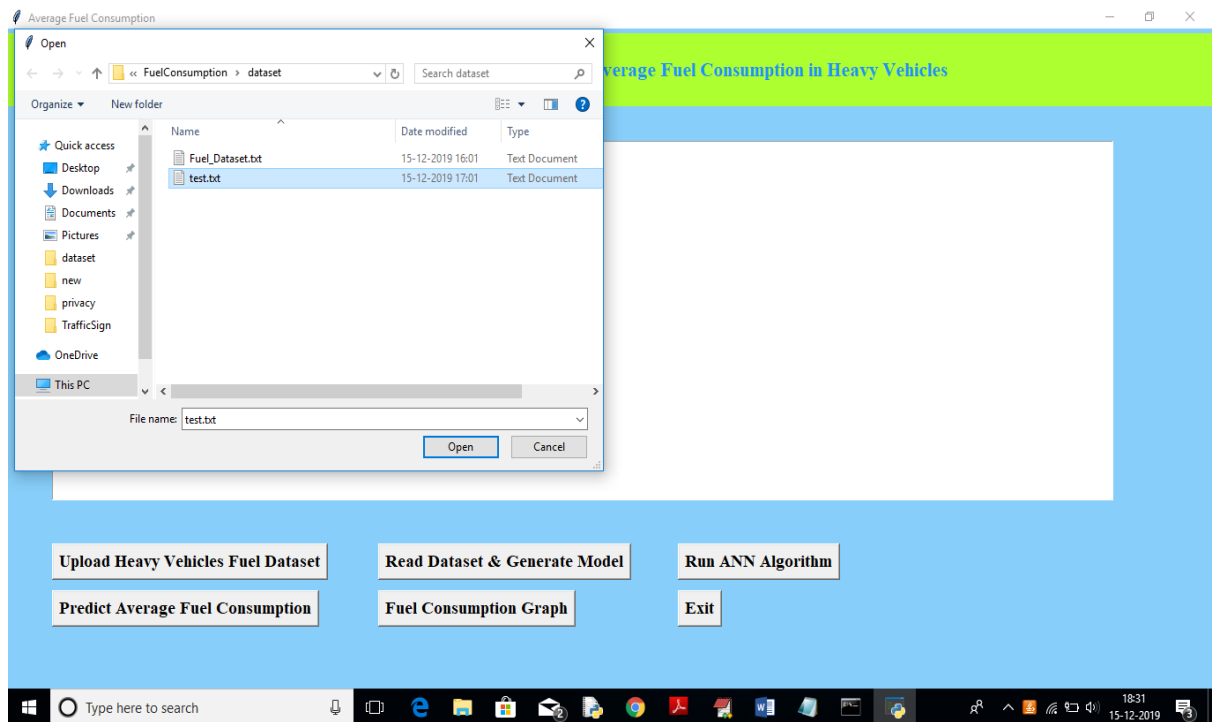 Average Fuel Consumption
Open
verage Fuel Consumption in Heavy Vehicles
« FuelConsumption › dataset
Search dataset
Organize
New folder
Name
Date modified
Type
Quick access
Desktop
Downloads
Documents
Pictures
dataset
new
privacy
TrafficSign
OneDrive
This PC
Fuel_Dataset.txt 15-12-2019 16:01 Text Document
test.txt 15-12-2019 17:01 Text Document
File name: test.txt
Open
Cancel
Upload Heavy Vehicles Fuel Dataset
Read Dataset & Generate Model
Run ANN Algorithm
Predict Average Fuel Consumption
Fuel Consumption Graph
Exit
Type here to search
18:31
15-12-2019